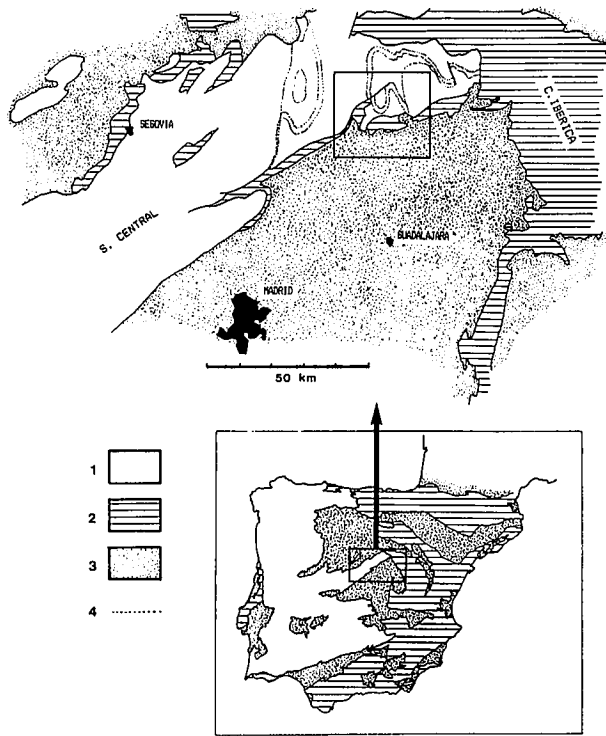 SEGOVIA
C. IBERICA
S. CENTRAL
GUADALAJARA
MADRID
50 km
1
2
3
4